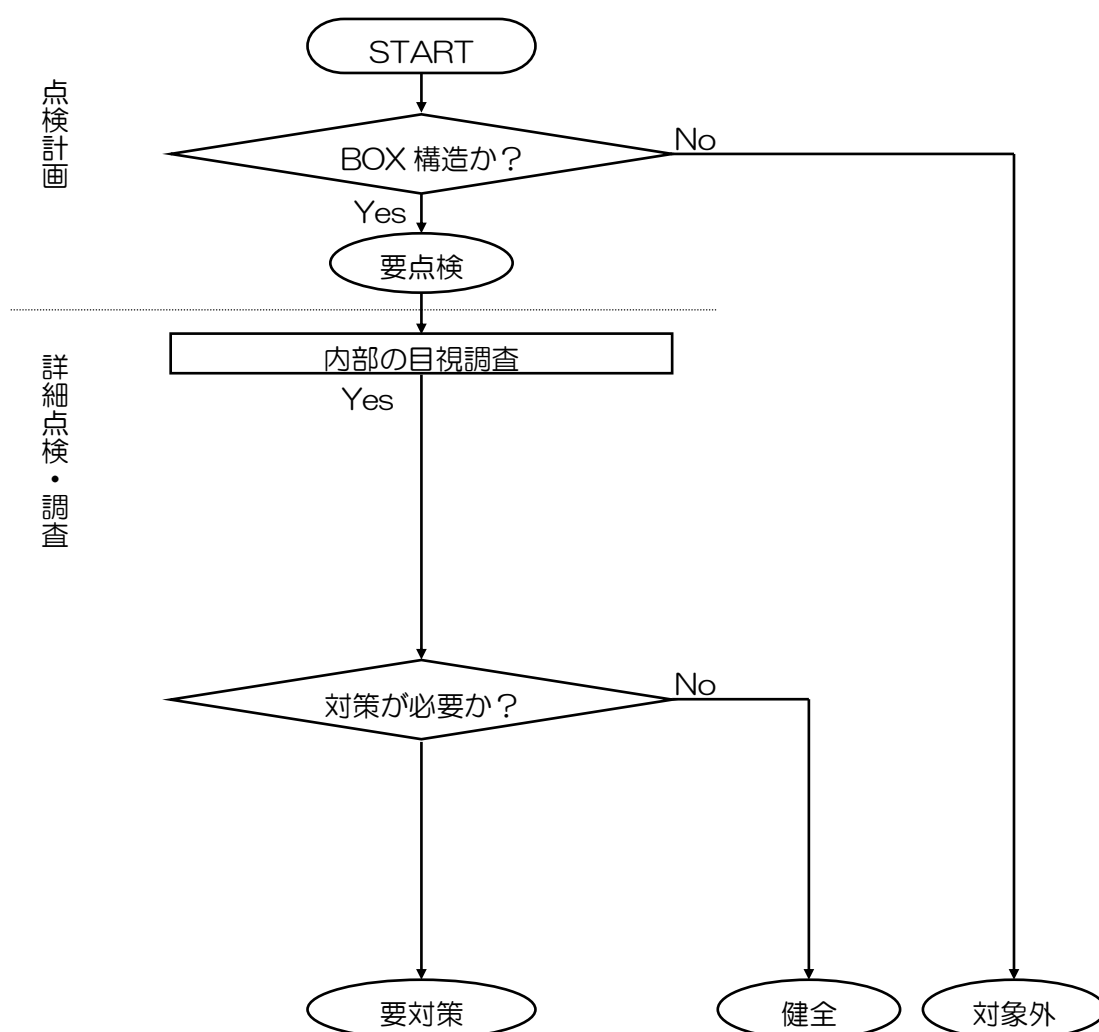 START
点検計画
BOX 構造か？
No
Yes
要点検
内部の目視調査
Yes
詳細点検・調査
対策が必要か？
No
要対策
健全
対象外